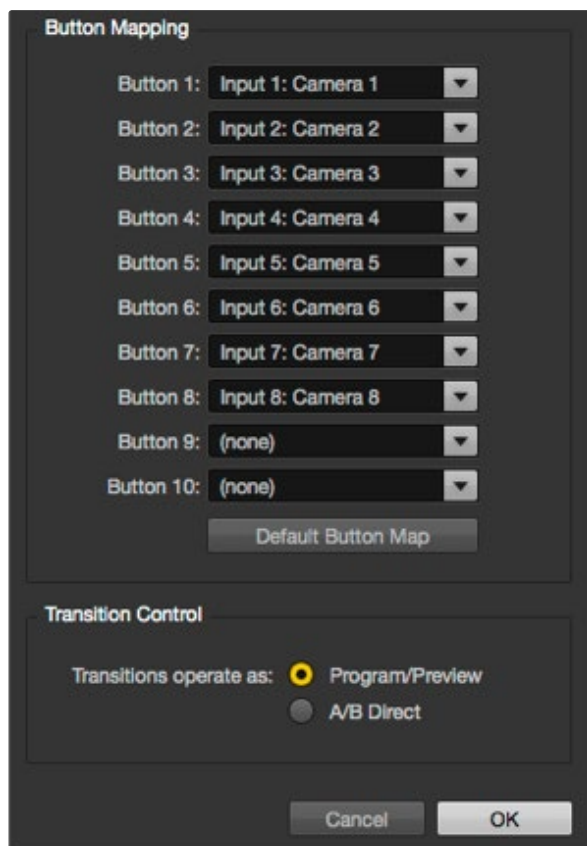 Button Mapping
Button 1: Input 1: Camera 1
Button 2: Input 2: Camera 2
Button 3: Input 3: Camera 3
Button 4: Input 4: Camera 4
Button 5: Input 5: Camera 5
Button 6: Input 6: Camera 6
Button 7: Input 7: Camera 7
Button 8: Input 8: Camera 8
Button 9: (none)
Button 10: (none)
Default Button Map
Transition Control
Transitions operate as: Program/Preview
A/B Direct
Cancel OK